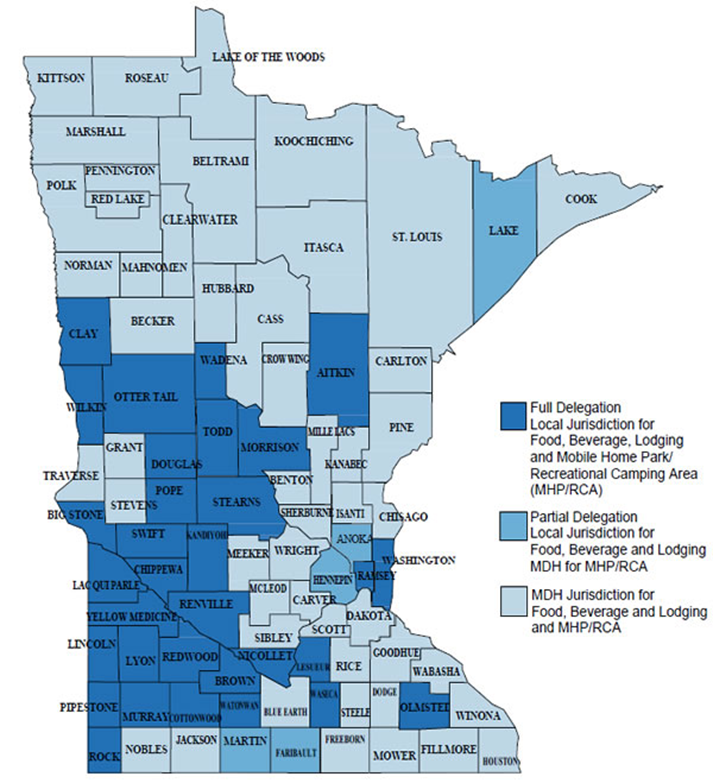 LAKE OF THE WOODS
KITTSON
ROSEAU
MARSHALL
KOOCHICHING
BELTRAMI
PENNINGTON
POLK
RED LAKE
COOK
CLEARWATER
LAKE
ST. LOUIS
ITASCA
NORMAN
MAHNOMEN
HUBBARD
CASS
BECKER
CLAY
WADENA
CROW WING
CARLTON
AITKIN
OTTER TAIL
WILKIN
PINE
TODD
MILLE LACS
MORRISON
GRANT
DOUGLAS
KANABEC
TRAVERSE
BENTON
POPE
STEVENS
STEARNS
SHERBURNE
ISANTI
CHISAGO
BIG STONE
SWIFT
KANDIYOHI
ANOKA
MEEKER
WRIGHT
WASHINGTON
CHIPPEWA
HENNEPIN
RAMSEY
LAC QUI PARLE
MCLEOD
CARVER
RENVILLE
YELLOW MEDICINE
DAKOTA
SCOTT
SIBLEY
LINCOLN
LYON
REDWOOD
NICOLLET
LESUEUR
RICE
GOODHUE
WABASHA
BROWN
PIPESTONE
MURRAY
COTTONWOOD
WATONWAN
BLUE EARTH
WASECA
STEELE
DODGE
OLMSTED
WINONA
ROCK
NOBLES
JACKSON
MARTIN
FARIBAULT
FREEBORN
MOWER
FILLMORE
HOUSTON
Full Delegation
Local Jurisdiction for
Food, Beverage, Lodging
and Mobile Home Park/
Recreational Camping Area
(MHP/RCA)
Partial Delegation
Local Jurisdiction for
Food, Beverage and Lodging
MDH for MHP/RCA
MDH Jurisdiction for
Food, Beverage and Lodging
and MHP/RCA